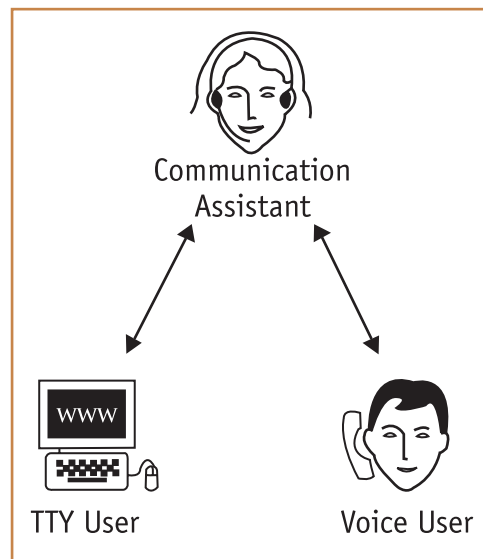 Communication
Assistant
WWW
TTY User
Voice User